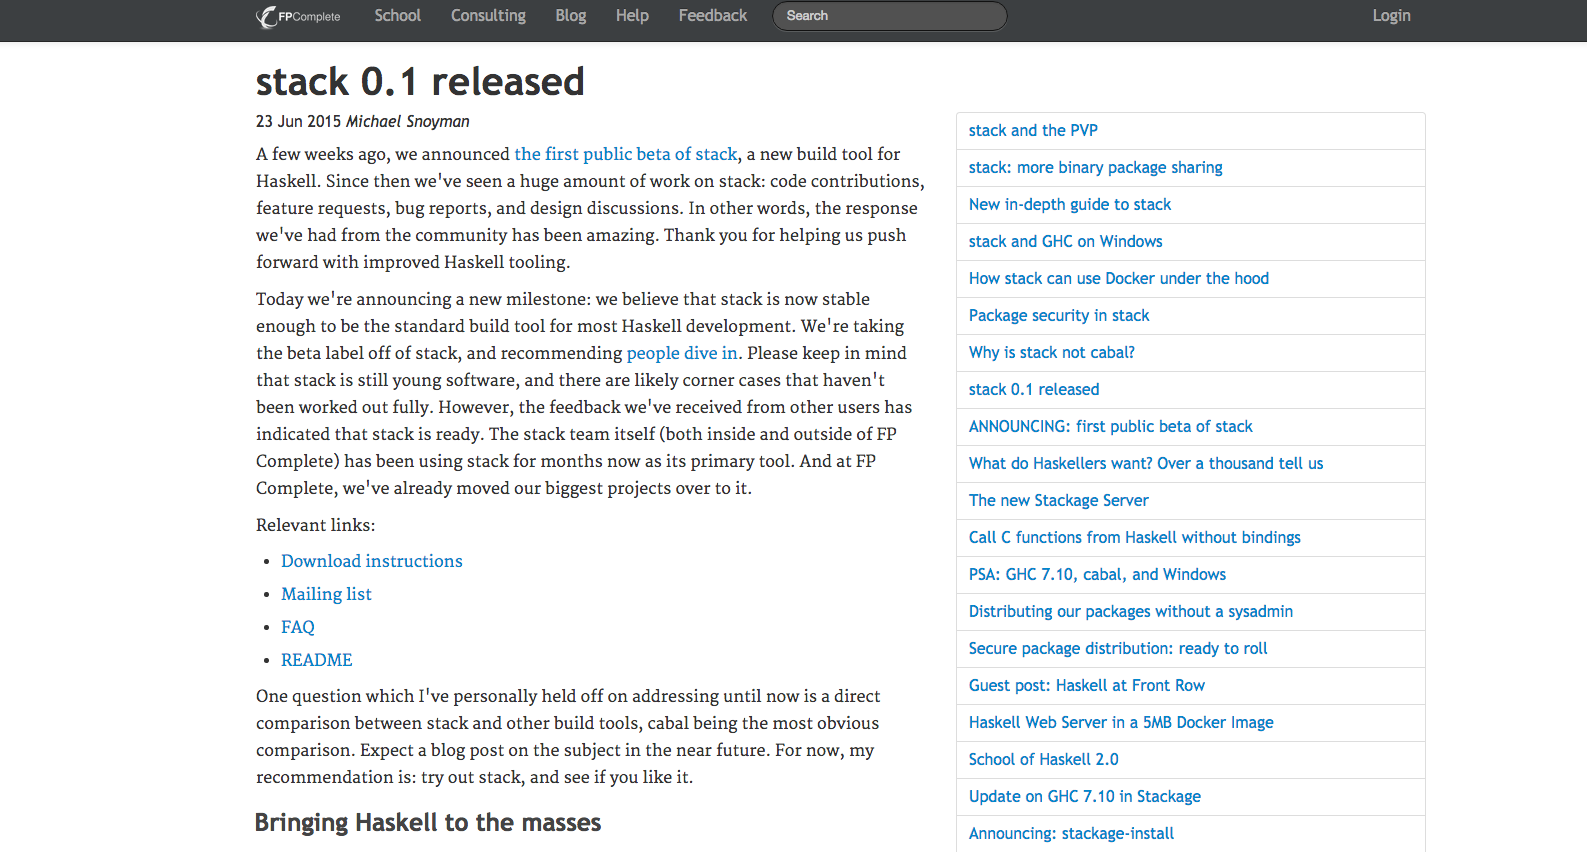 FPComplete School Consulting Blog Help Feedback Search Login
stack 0.1 released
23 Jun 2015 Michael Snoyman
A few weeks ago, we announced the first public beta of stack, a new build tool for
Haskell. Since then we've seen a huge amount of work on stack: code contributions,
feature requests, bug reports, and design discussions. In other words, the response
we've had from the community has been amazing. Thank you for helping us push
forward with improved Haskell tooling.
Today we're announcing a new milestone: we believe that stack is now stable
enough to be the standard build tool for most Haskell development. We're taking
the beta label off of stack, and recommending people dive in. Please keep in mind
that stack is still young software, and there are likely corner cases that haven't
been worked out fully. However, the feedback we've received from other users has
indicated that stack is ready. The stack team itself (both inside and outside of FP
Complete) has been using stack for months now as its primary tool. And at FP
Complete, we've already moved our biggest projects over to it.
Relevant links:
• Download instructions
• Mailing list
• FAQ
• README
One question which I've personally held off on addressing until now is a direct
comparison between stack and other build tools, cabal being the most obvious
comparison. Expect a blog post on the subject in the near future. For now, my
recommendation is: try out stack, and see if you like it.
Bringing Haskell to the masses
stack and the PVP
stack: more binary package sharing
New in-depth guide to stack
stack and GHC on Windows
How stack can use Docker under the hood
Package security in stack
Why is stack not cabal?
stack 0.1 released
ANNOUNCING: first public beta of stack
What do Haskellers want? Over a thousand tell us
The new Stackage Server
Call C functions from Haskell without bindings
PSA: GHC 7.10, cabal, and Windows
Distributing our packages without a sysadmin
Secure package distribution: ready to roll
Guest post: Haskell at Front Row
Haskell Web Server in a 5MB Docker Image
School of Haskell 2.0
Update on GHC 7.10 in Stackage
Announcing: stackage-install